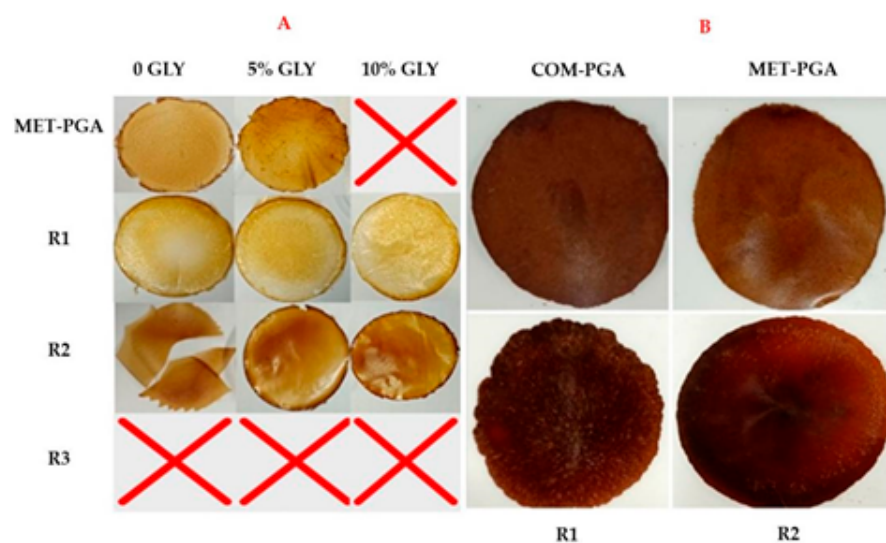 A B
0 GLY 5% GLY 10% GLY COM-PGA MET-PGA
MET-PGA
R1
R2
R3
R1 R2